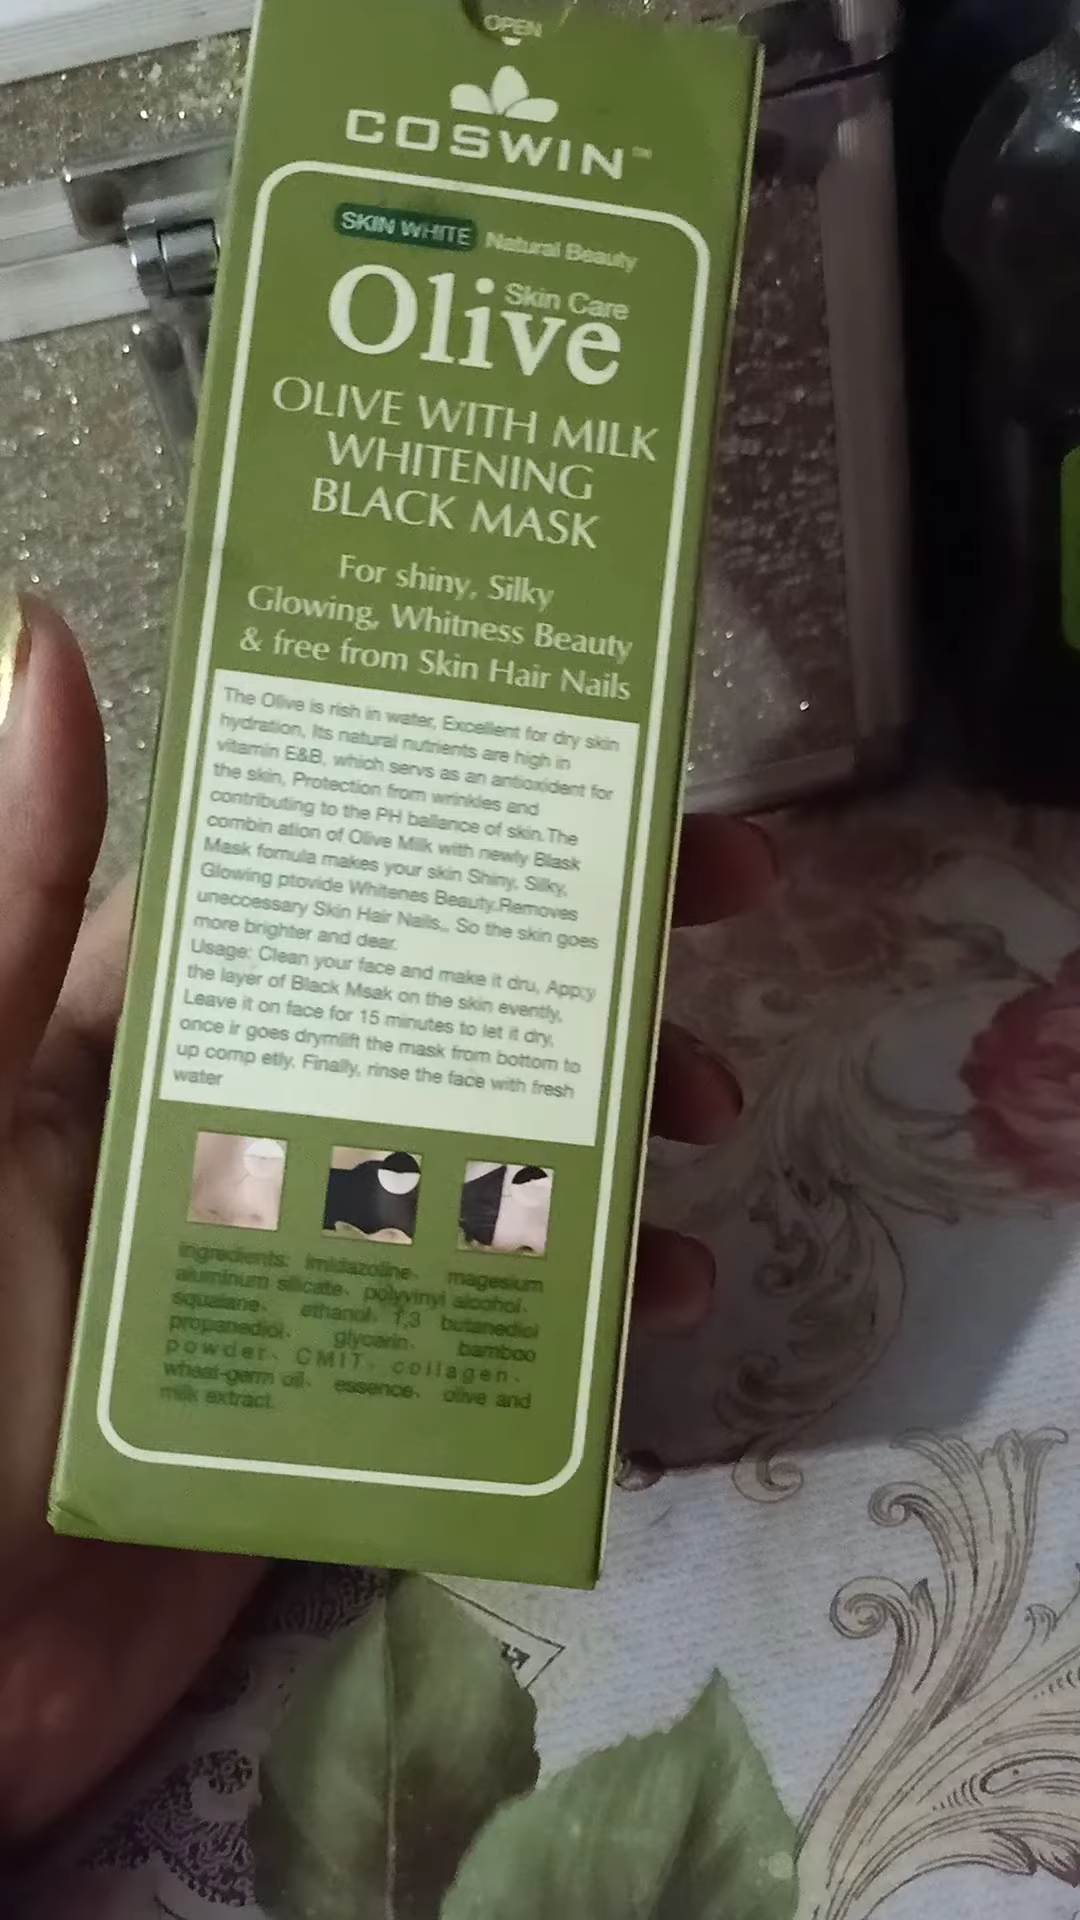 OPEN
COSWIN™
SKIN WHITE Natural Beauty
Skin Care
Olive
OLIVE WITH MILK
WHITENING
BLACK MASK
For shiny, Silky
Glowing, Whitness Beauty
& free from Skin Hair Nails
The Olive is rish in water, Excellent for dry skin
hydration, Its natural nutrients are high in
vitamin E&B, which servs as an antioxident for
the skin, Protection from wrinkles and
contributing to the PH ballance of skin.The
combin ation of Olive Milk with newly Blask
Mask fomula makes your skin Shiny, Silky,
Glowing ptovide Whitenes Beauty.Removes
uneccessary Skin Hair Nails,, So the skin goes
more brighter and dear.
Usage: Clean your face and make it dru, App:y
the layer of Black Msak on the skin evently,
Leave it on face for 15 minutes to let it dry,
once ir goes drymlift the mask from bottom to
up comp etly. Finally, rinse the face with fresh
water
ingredients: imidazoline、 magesium
aluminum silicate、polyvinyl alcohol、
squalane、 ethanol、1,3 butanediol
propanediol、 glycerin、 bamboo
powder、CMIT、collagen、
wheat-germ oil、 essence、 olive and
milk extract.